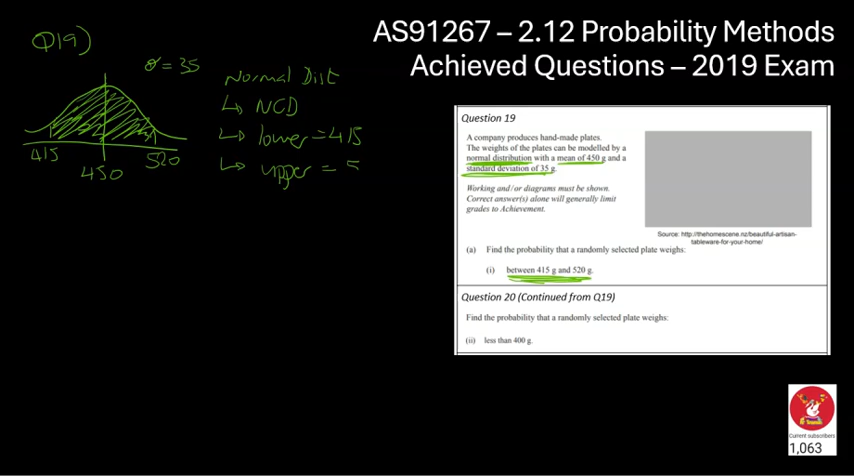 AS91267 – 2.12 Probability Methods
Achieved Questions – 2019 Exam
Q19)
σ = 35
415
450
520
Normal Dist
↳ NCD
↳ lower = 415
↳ upper = 5
Question 19
A company produces hand-made plates.
The weights of the plates can be modelled by a
normal distribution with a mean of 450 g and a
standard deviation of 35 g.
Working and/or diagrams must be shown.
Correct answer(s) alone will generally limit
grades to Achievement.
Source: http://thehomescene.nz/beautiful-artisan-
tableware-for-your-home/
(a) Find the probability that a randomly selected plate weighs:
(i) between 415 g and 520 g.
Question 20 (Continued from Q19)
Find the probability that a randomly selected plate weighs:
(ii) less than 400 g.
Current subscribers
1,063